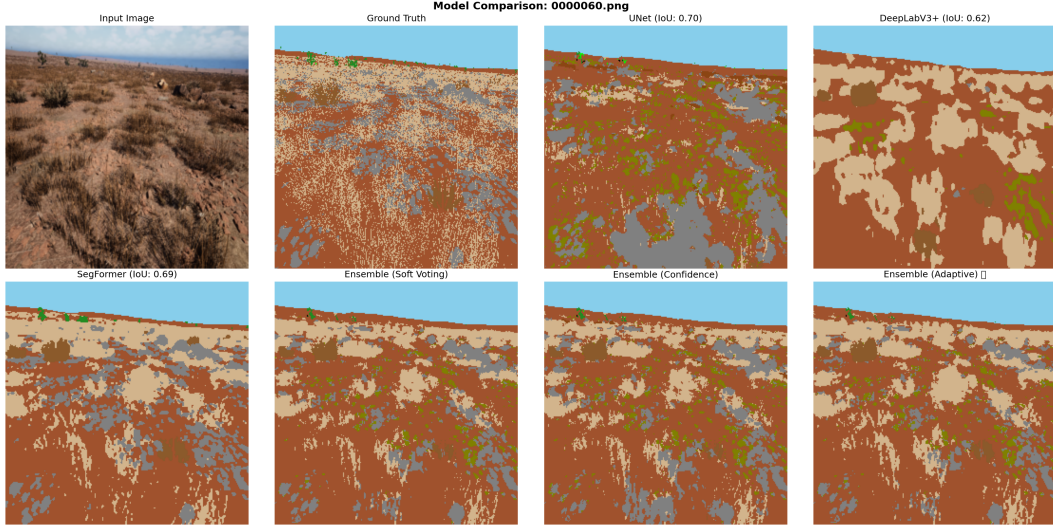 Model Comparison: 0000060.png
Input Image
Ground Truth
UNet (IoU: 0.70)
DeepLabV3+ (IoU: 0.62)
SegFormer (IoU: 0.69)
Ensemble (Soft Voting)
Ensemble (Confidence)
Ensemble (Adaptive) ▯